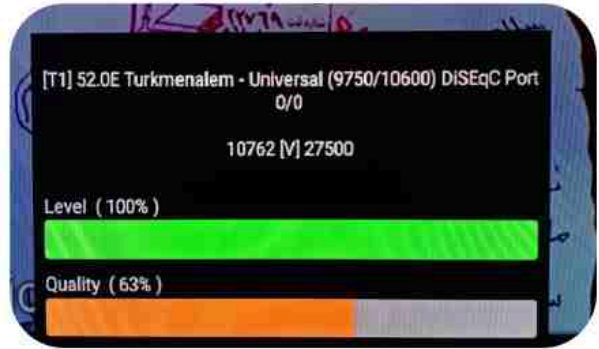 [T1] 52.0E Turkmenalem - Universal (9750/10600) DiSEqC Port
0/0
10762 [V] 27500
Level ( 100% )
Quality ( 63% )